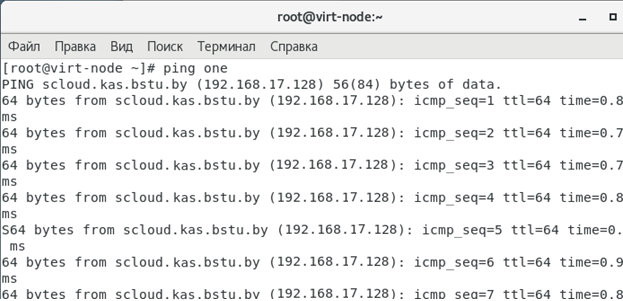 root@virt-node:~
Файл Правка Вид Поиск Терминал Справка
[root@virt-node ~]# ping one
PING scloud.kas.bstu.by (192.168.17.128) 56(84) bytes of data.
64 bytes from scloud.kas.bstu.by (192.168.17.128): icmp_seq=1 ttl=64 time=0.8
ms
64 bytes from scloud.kas.bstu.by (192.168.17.128): icmp_seq=2 ttl=64 time=0.7
ms
64 bytes from scloud.kas.bstu.by (192.168.17.128): icmp_seq=3 ttl=64 time=0.7
ms
64 bytes from scloud.kas.bstu.by (192.168.17.128): icmp_seq=4 ttl=64 time=0.8
ms
S64 bytes from scloud.kas.bstu.by (192.168.17.128): icmp_seq=5 ttl=64 time=0.
ms
64 bytes from scloud.kas.bstu.by (192.168.17.128): icmp_seq=6 ttl=64 time=0.9
ms
64 bytes from scloud.kas.bstu.by (192.168.17.128): icmp_seq=7 ttl=64 time=0.8